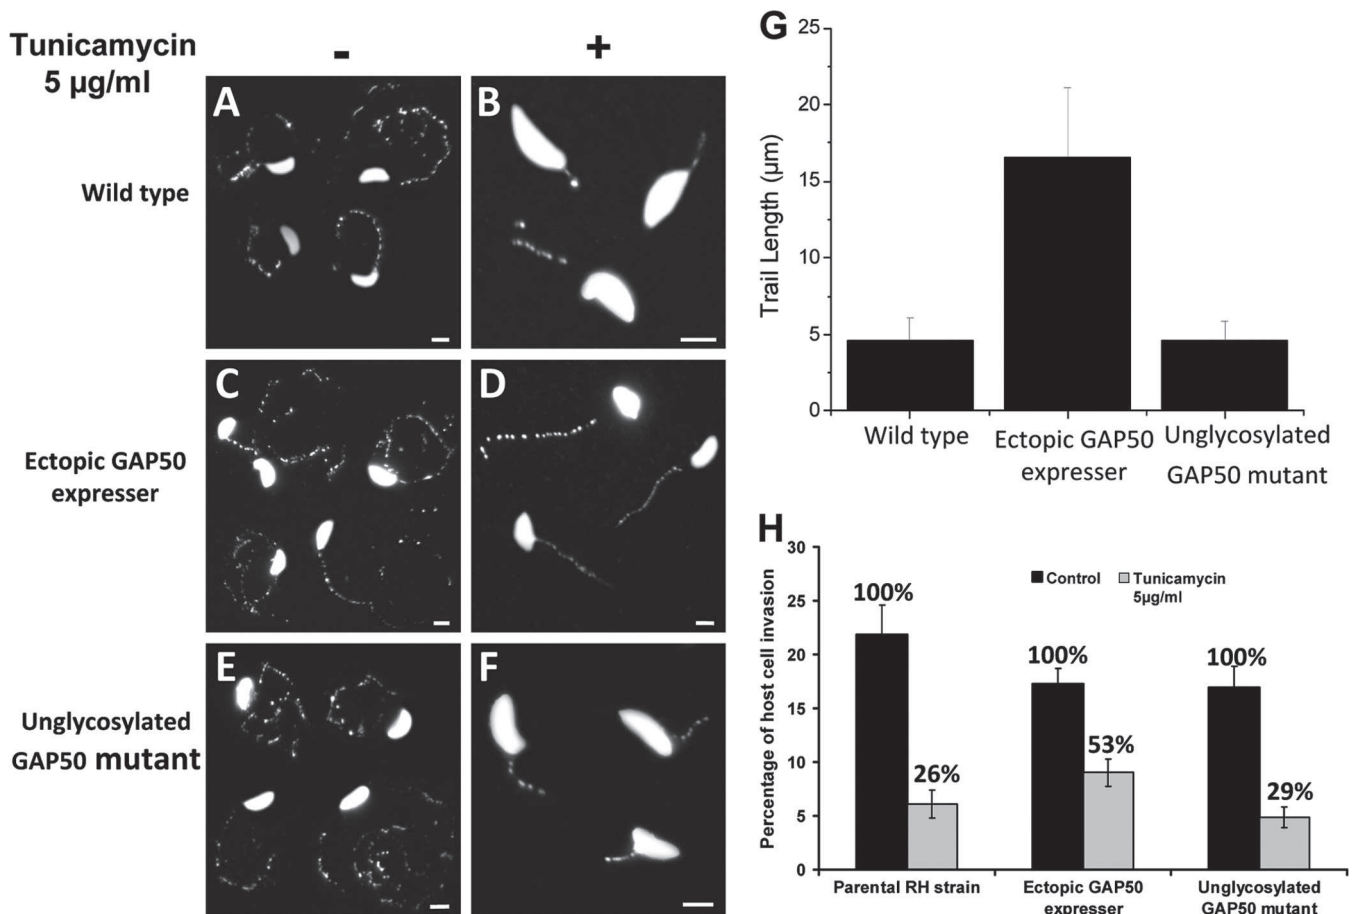 Tunicamycin
5 µg/ml
-
+
Wild type
A
B
Ectopic GAP50
expresser
C
D
Unglycosylated
GAP50 mutant
E
F
G
Trail Length (µm)
25
20
15
10
5
0
Wild type
Ectopic GAP50
expresser
Unglycosylated
GAP50 mutant
H
Percentage of host cell invasion
30
25
20
15
10
5
0
Control
Tunicamycin
5µg/ml
100%
26%
100%
53%
100%
29%
Parental RH strain
Ectopic GAP50
expresser
Unglycosylated
GAP50 mutant